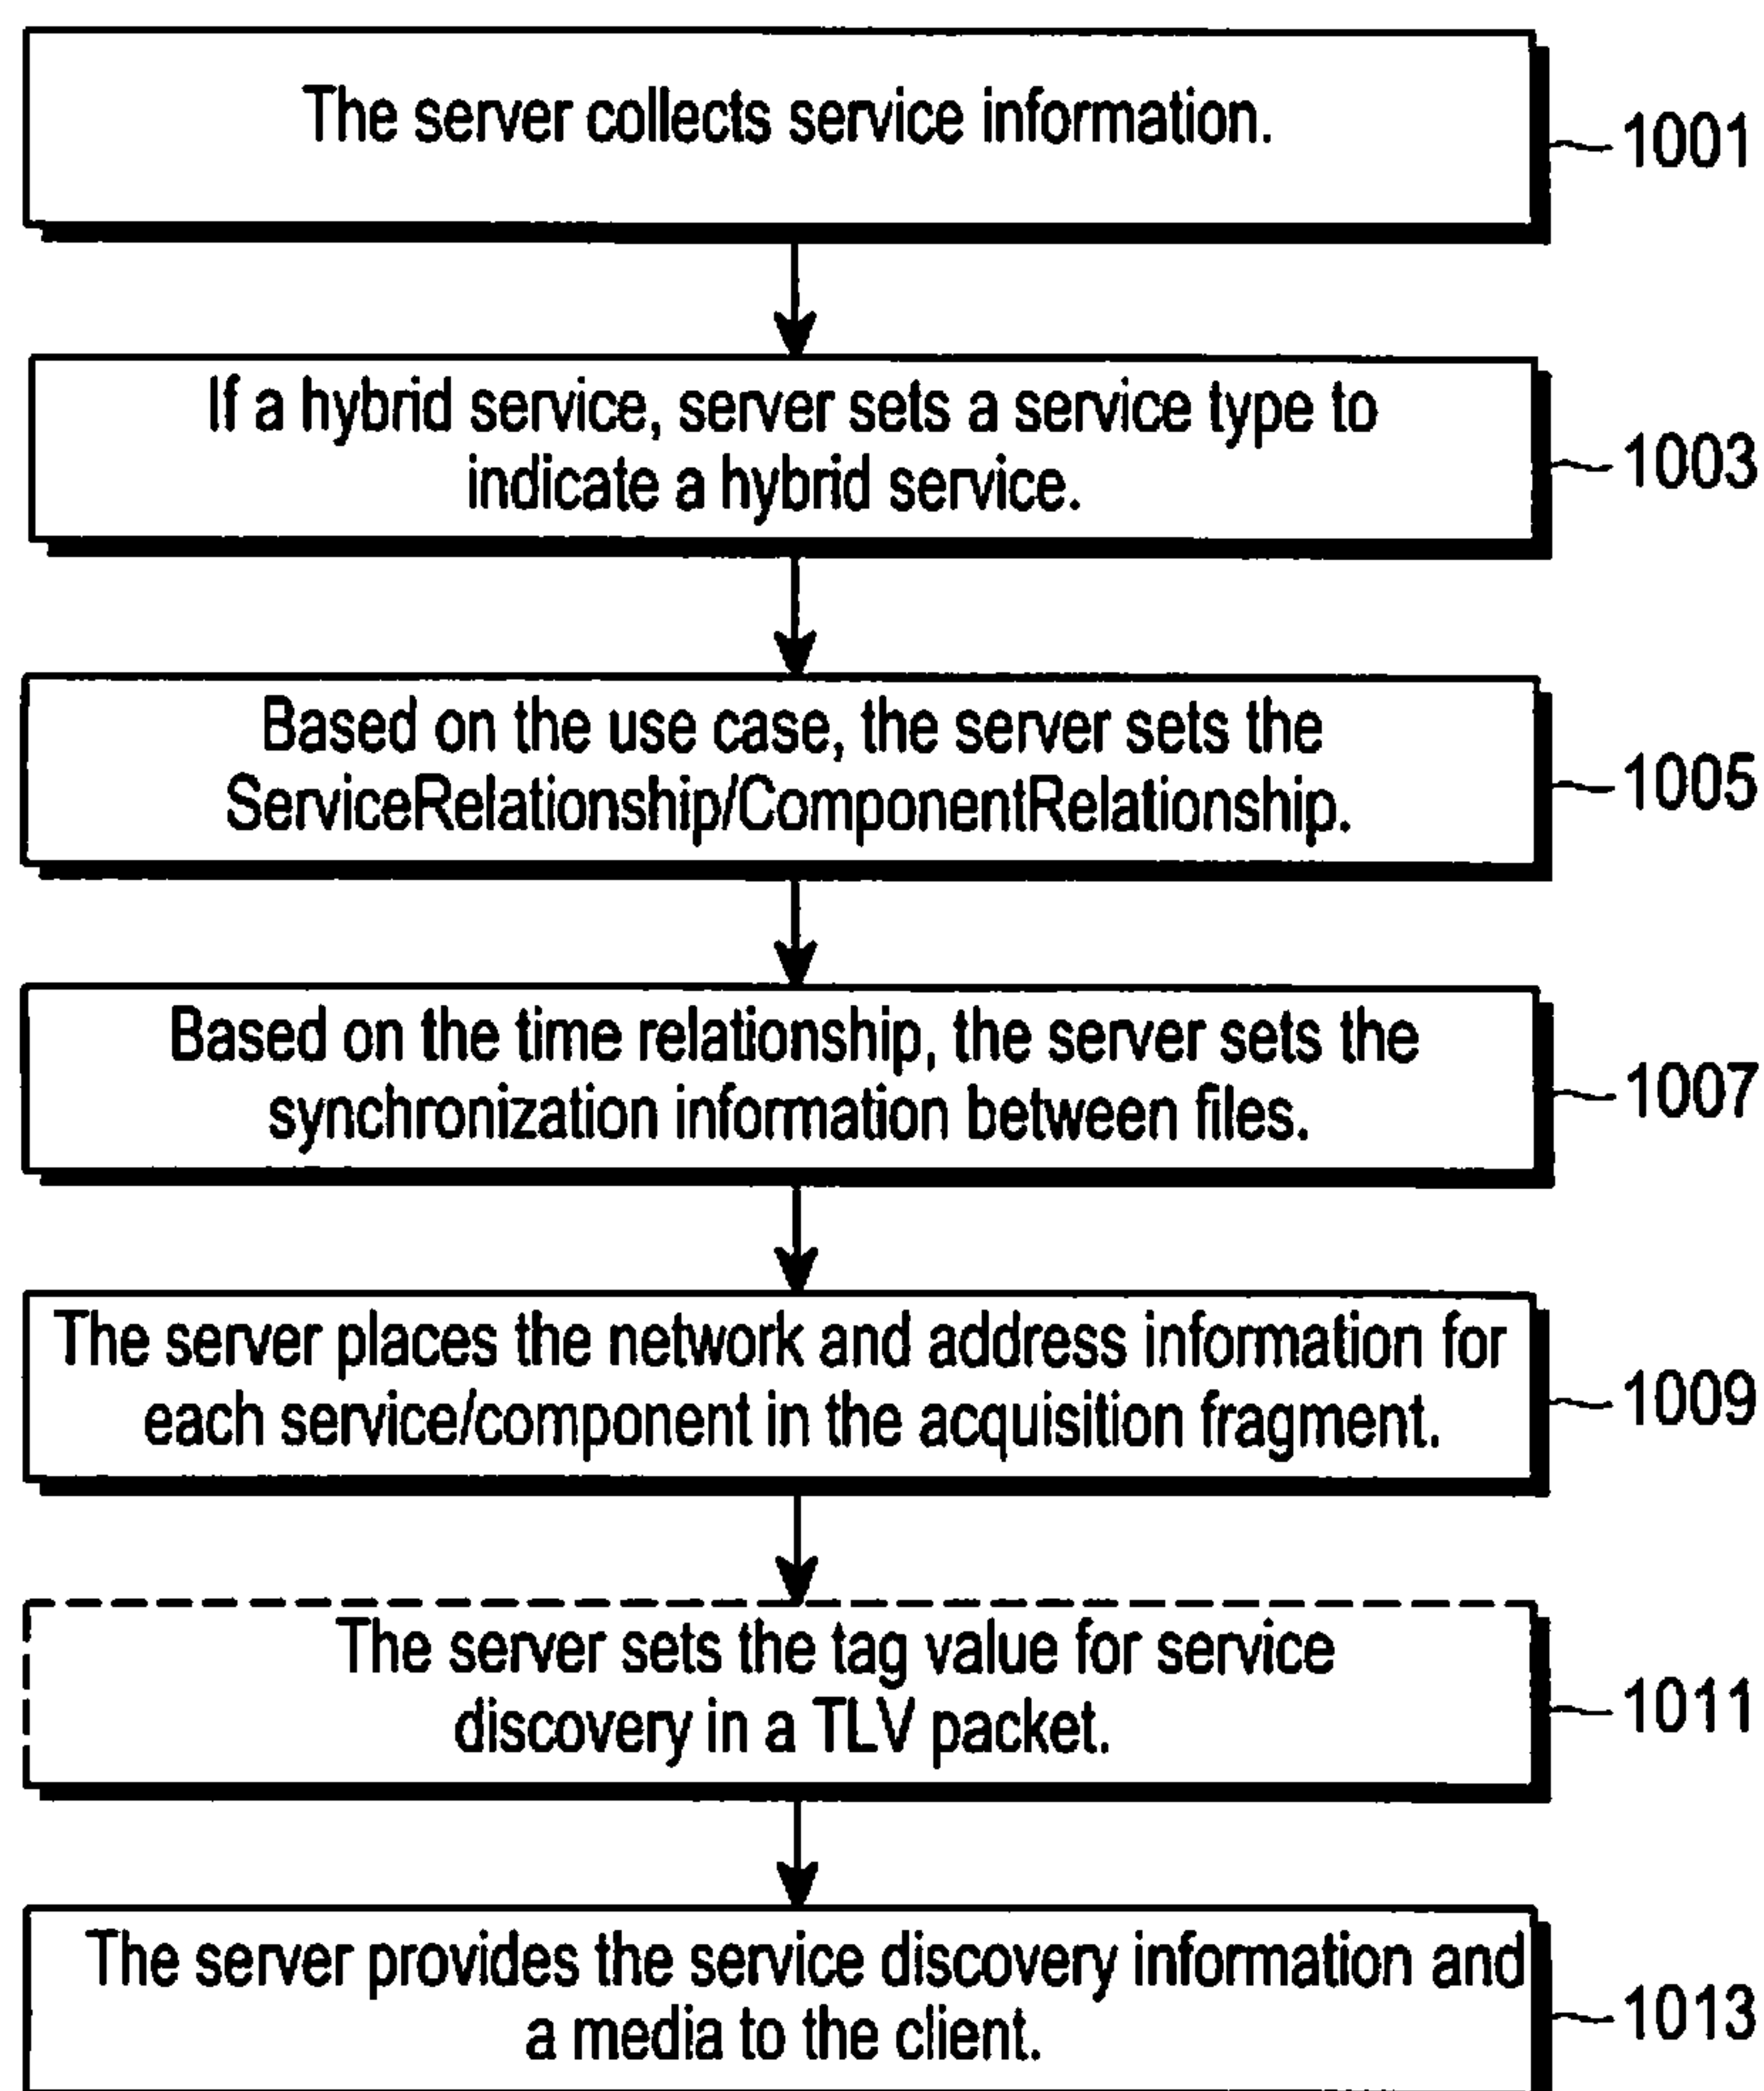 The server collects service information.
1001
If a hybrid service, server sets a service type to
indicate a hybrid service.
1003
Based on the use case, the server sets the
ServiceRelationship/ComponentRelationship.
1005
Based on the time relationship, the server sets the
synchronization information between files.
1007
The server places the network and address information for
each service/component in the acquisition fragment.
1009
The server sets the tag value for service
discovery in a TLV packet.
1011
The server provides the service discovery information and
a media to the client.
1013